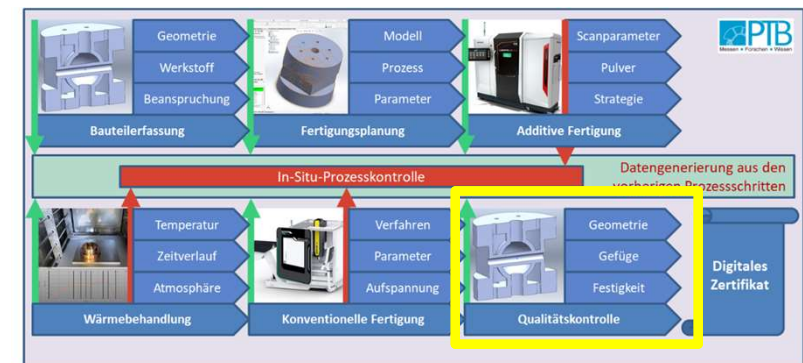 Geometrie
Werkstoff
Beanspruchung
Bauteilerfassung
Modell
Prozess
Parameter
Fertigungsplanung
Scanparameter
Pulver
Strategie
Additive Fertigung
PTB
Messen • Forschen • Wissen
In-Situ-Prozesskontrolle
Datengenerierung aus den
vorherigen Prozessschritten
Temperatur
Zeitverlauf
Atmosphäre
Wärmebehandlung
Verfahren
Parameter
Aufspannung
Konventionelle Fertigung
Geometrie
Gefüge
Festigkeit
Qualitätskontrolle
Digitales
Zertifikat